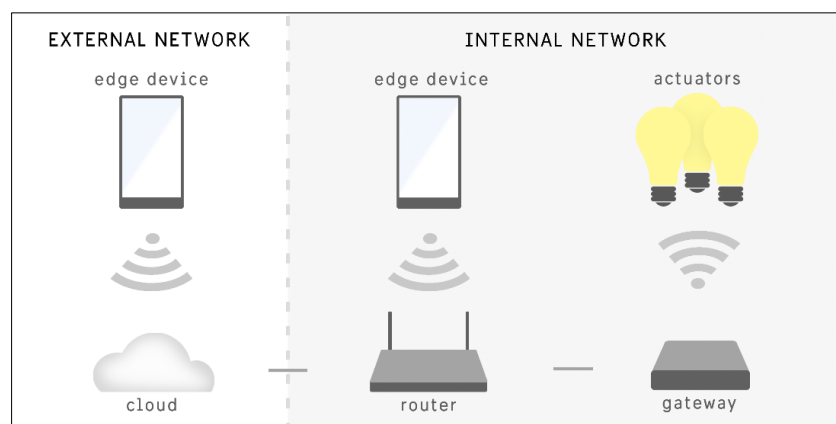 EXTERNAL NETWORK
INTERNAL NETWORK
edge device
edge device
actuators
cloud
router
gateway